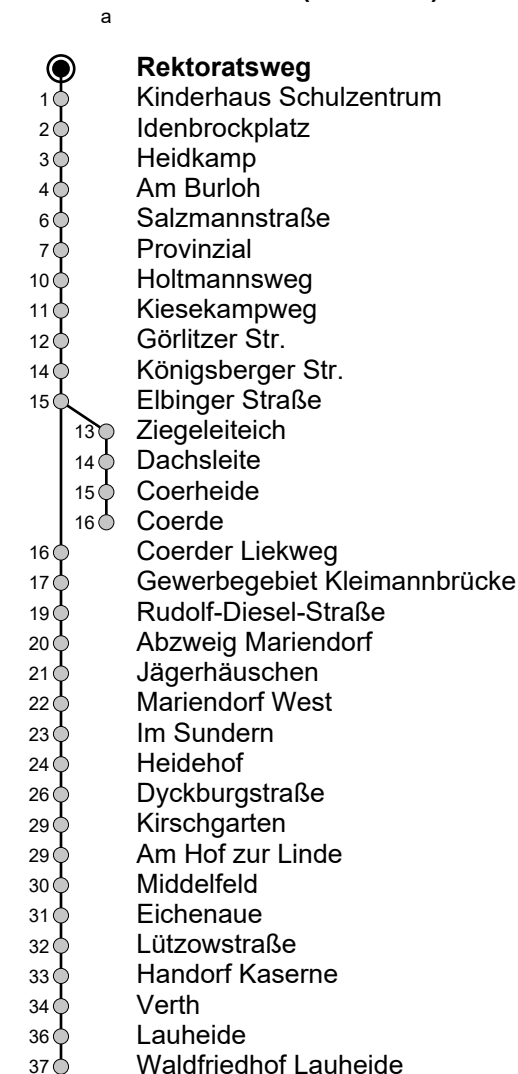 a
Rektoratsweg
1 Kinderhaus Schulzentrum
2 Idenbrockplatz
3 Heidkamp
4 Am Burloh
6 Salzmannstraße
7 Provinzial
10 Holtmannsweg
11 Kiesekampweg
12 Görlitzer Str.
14 Königsberger Str.
15 Elbinger Straße
13 Ziegeleiteich
14 Dachsleite
15 Coerheide
16 Coerde
16 Coerder Liekweg
17 Gewerbegebiet Kleimannbrücke
19 Rudolf-Diesel-Straße
20 Abzweig Mariendorf
21 Jägerhäuschen
22 Mariendorf West
23 Im Sundern
24 Heidehof
26 Dyckburgstraße
29 Kirschgarten
29 Am Hof zur Linde
30 Middelfeld
31 Eichenaue
32 Lützowstraße
33 Handorf Kaserne
34 Verth
36 Lauheide
37 Waldfriedhof Lauheide